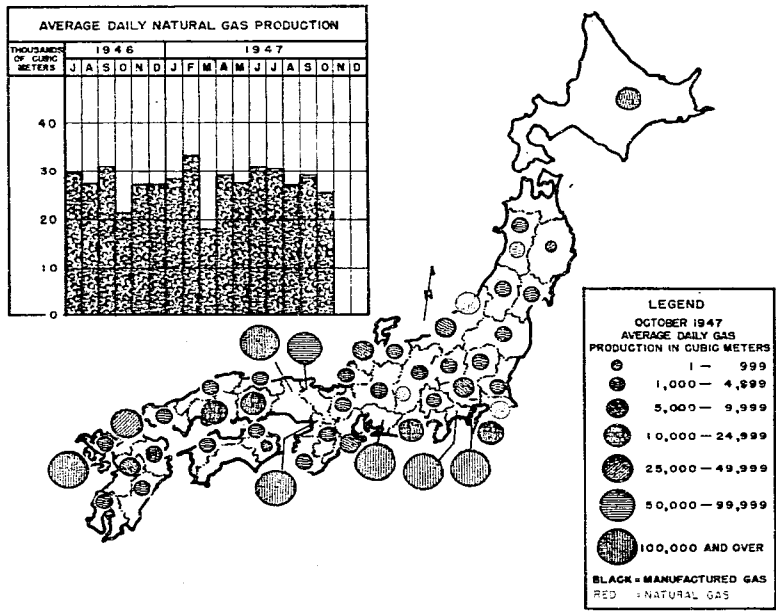 AVERAGE DAILY NATURAL GAS PRODUCTION
THOUSANDS OF CUBIC METERS
1946 1947
J A S O N D J F M A M J J A S O N D
40
30
20
10
0
N
LEGEND
OCTOBER 1947
AVERAGE DAILY GAS
PRODUCTION IN CUBIC METERS
1 — 999
1,000 — 4,999
5,000 — 9,999
10,000 — 24,999
25,000 — 49,999
50,000 — 99,999
100,000 AND OVER
BLACK = MANUFACTURED GAS
RED = NATURAL GAS